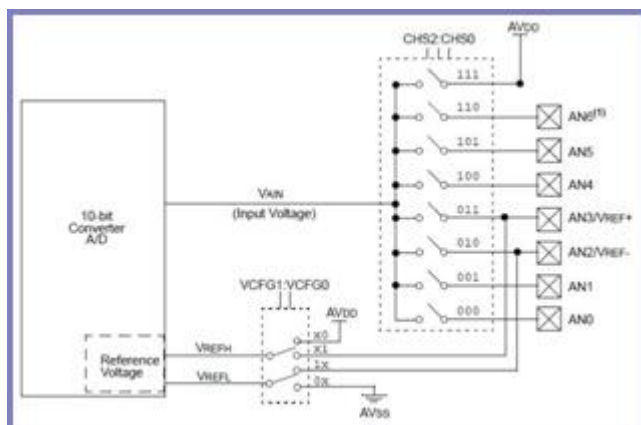 CHS2:CHS0
AVDD
111
110
AN6(1)
101
AN5
100
AN4
VAIN
(Input Voltage)
011
AN3/VREF+
10-bit
Converter
A/D
010
AN2/VREF-
VCFG1:VCFG0
001
AN1
AVDD
000
AN0
X0
VREFH
X1
Reference
Voltage
1X
VREFL
0X
AVSS